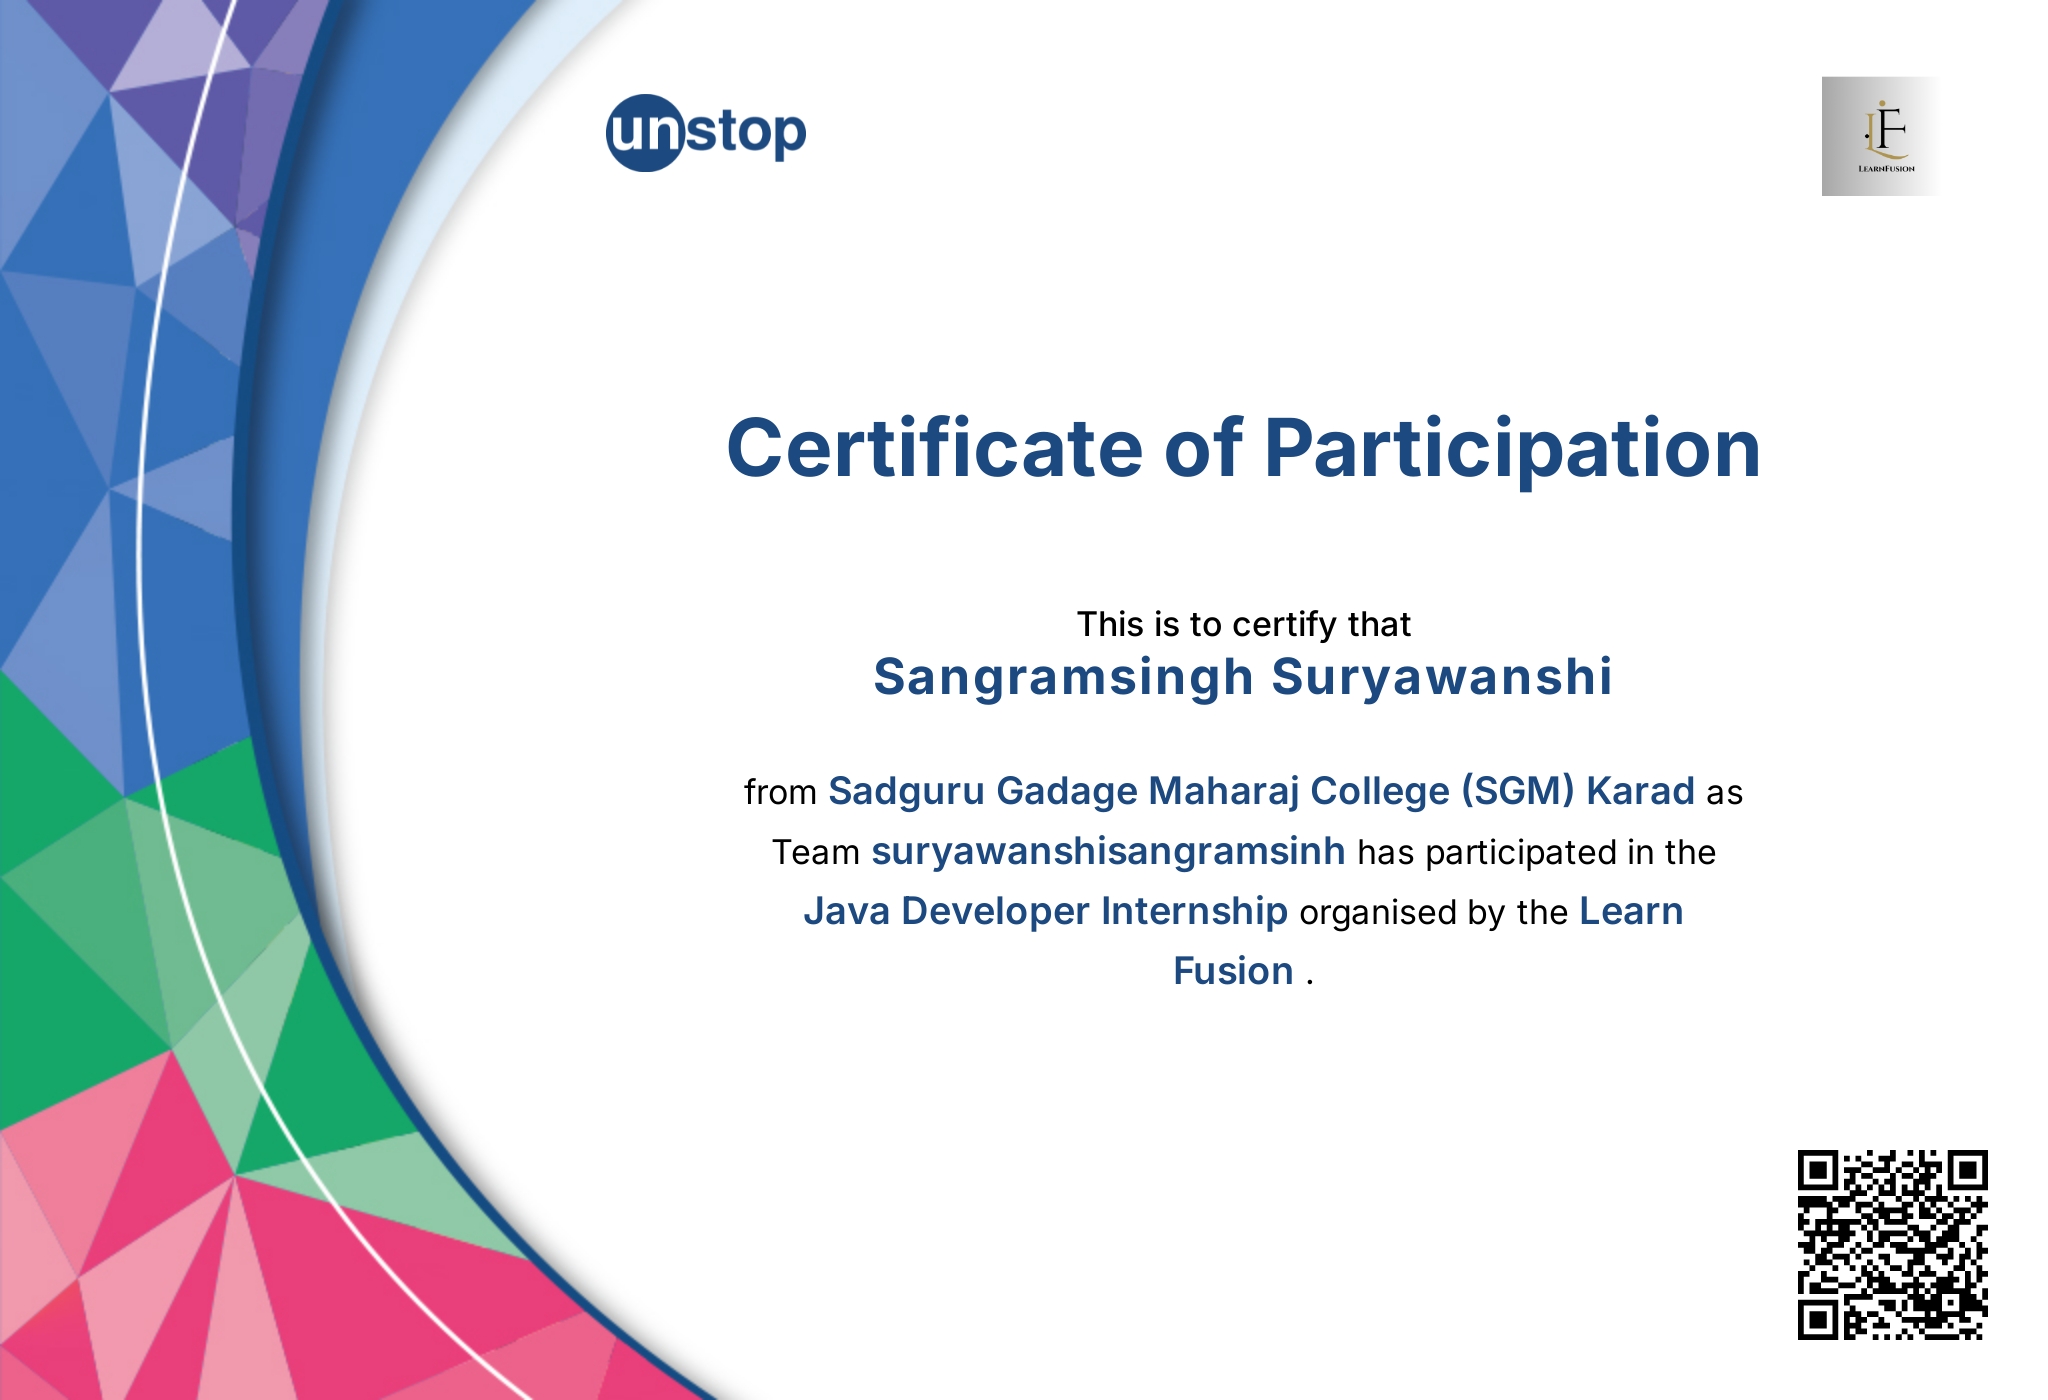 unstop
LEARNFUSION
Certificate of Participation
This is to certify that
Sangramsingh Suryawanshi
from Sadguru Gadage Maharaj College (SGM) Karad as
Team suryawanshisangramsinh has participated in the
Java Developer Internship organised by the Learn
Fusion .